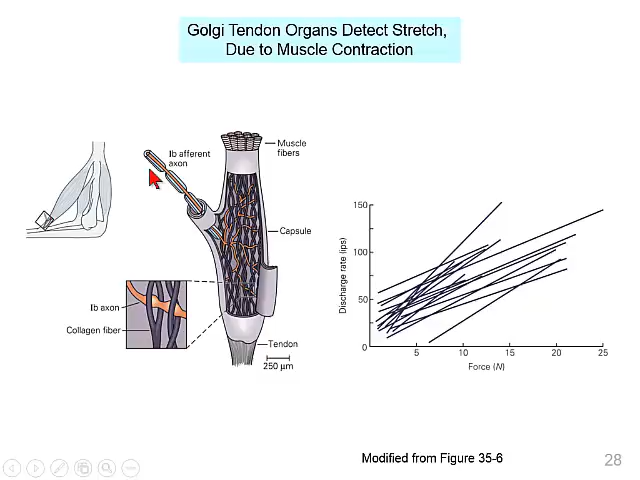 Golgi Tendon Organs Detect Stretch,
Due to Muscle Contraction
Ib afferent
axon
Muscle
fibers
Capsule
Ib axon
Collagen fiber
Tendon
250 µm
Discharge rate (ips)
150
100
50
0
5
10
15
20
25
Force (N)
Modified from Figure 35-6
28